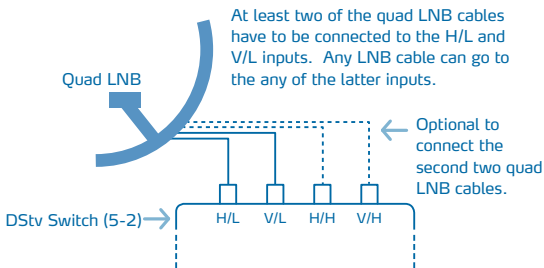 At least two of the quad LNB cables
have to be connected to the H/L and
V/L inputs. Any LNB cable can go to
the any of the latter inputs.
Quad LNB
Optional to
connect the
second two quad
LNB cables.
DStv Switch (5-2)
H/L V/L H/H V/H